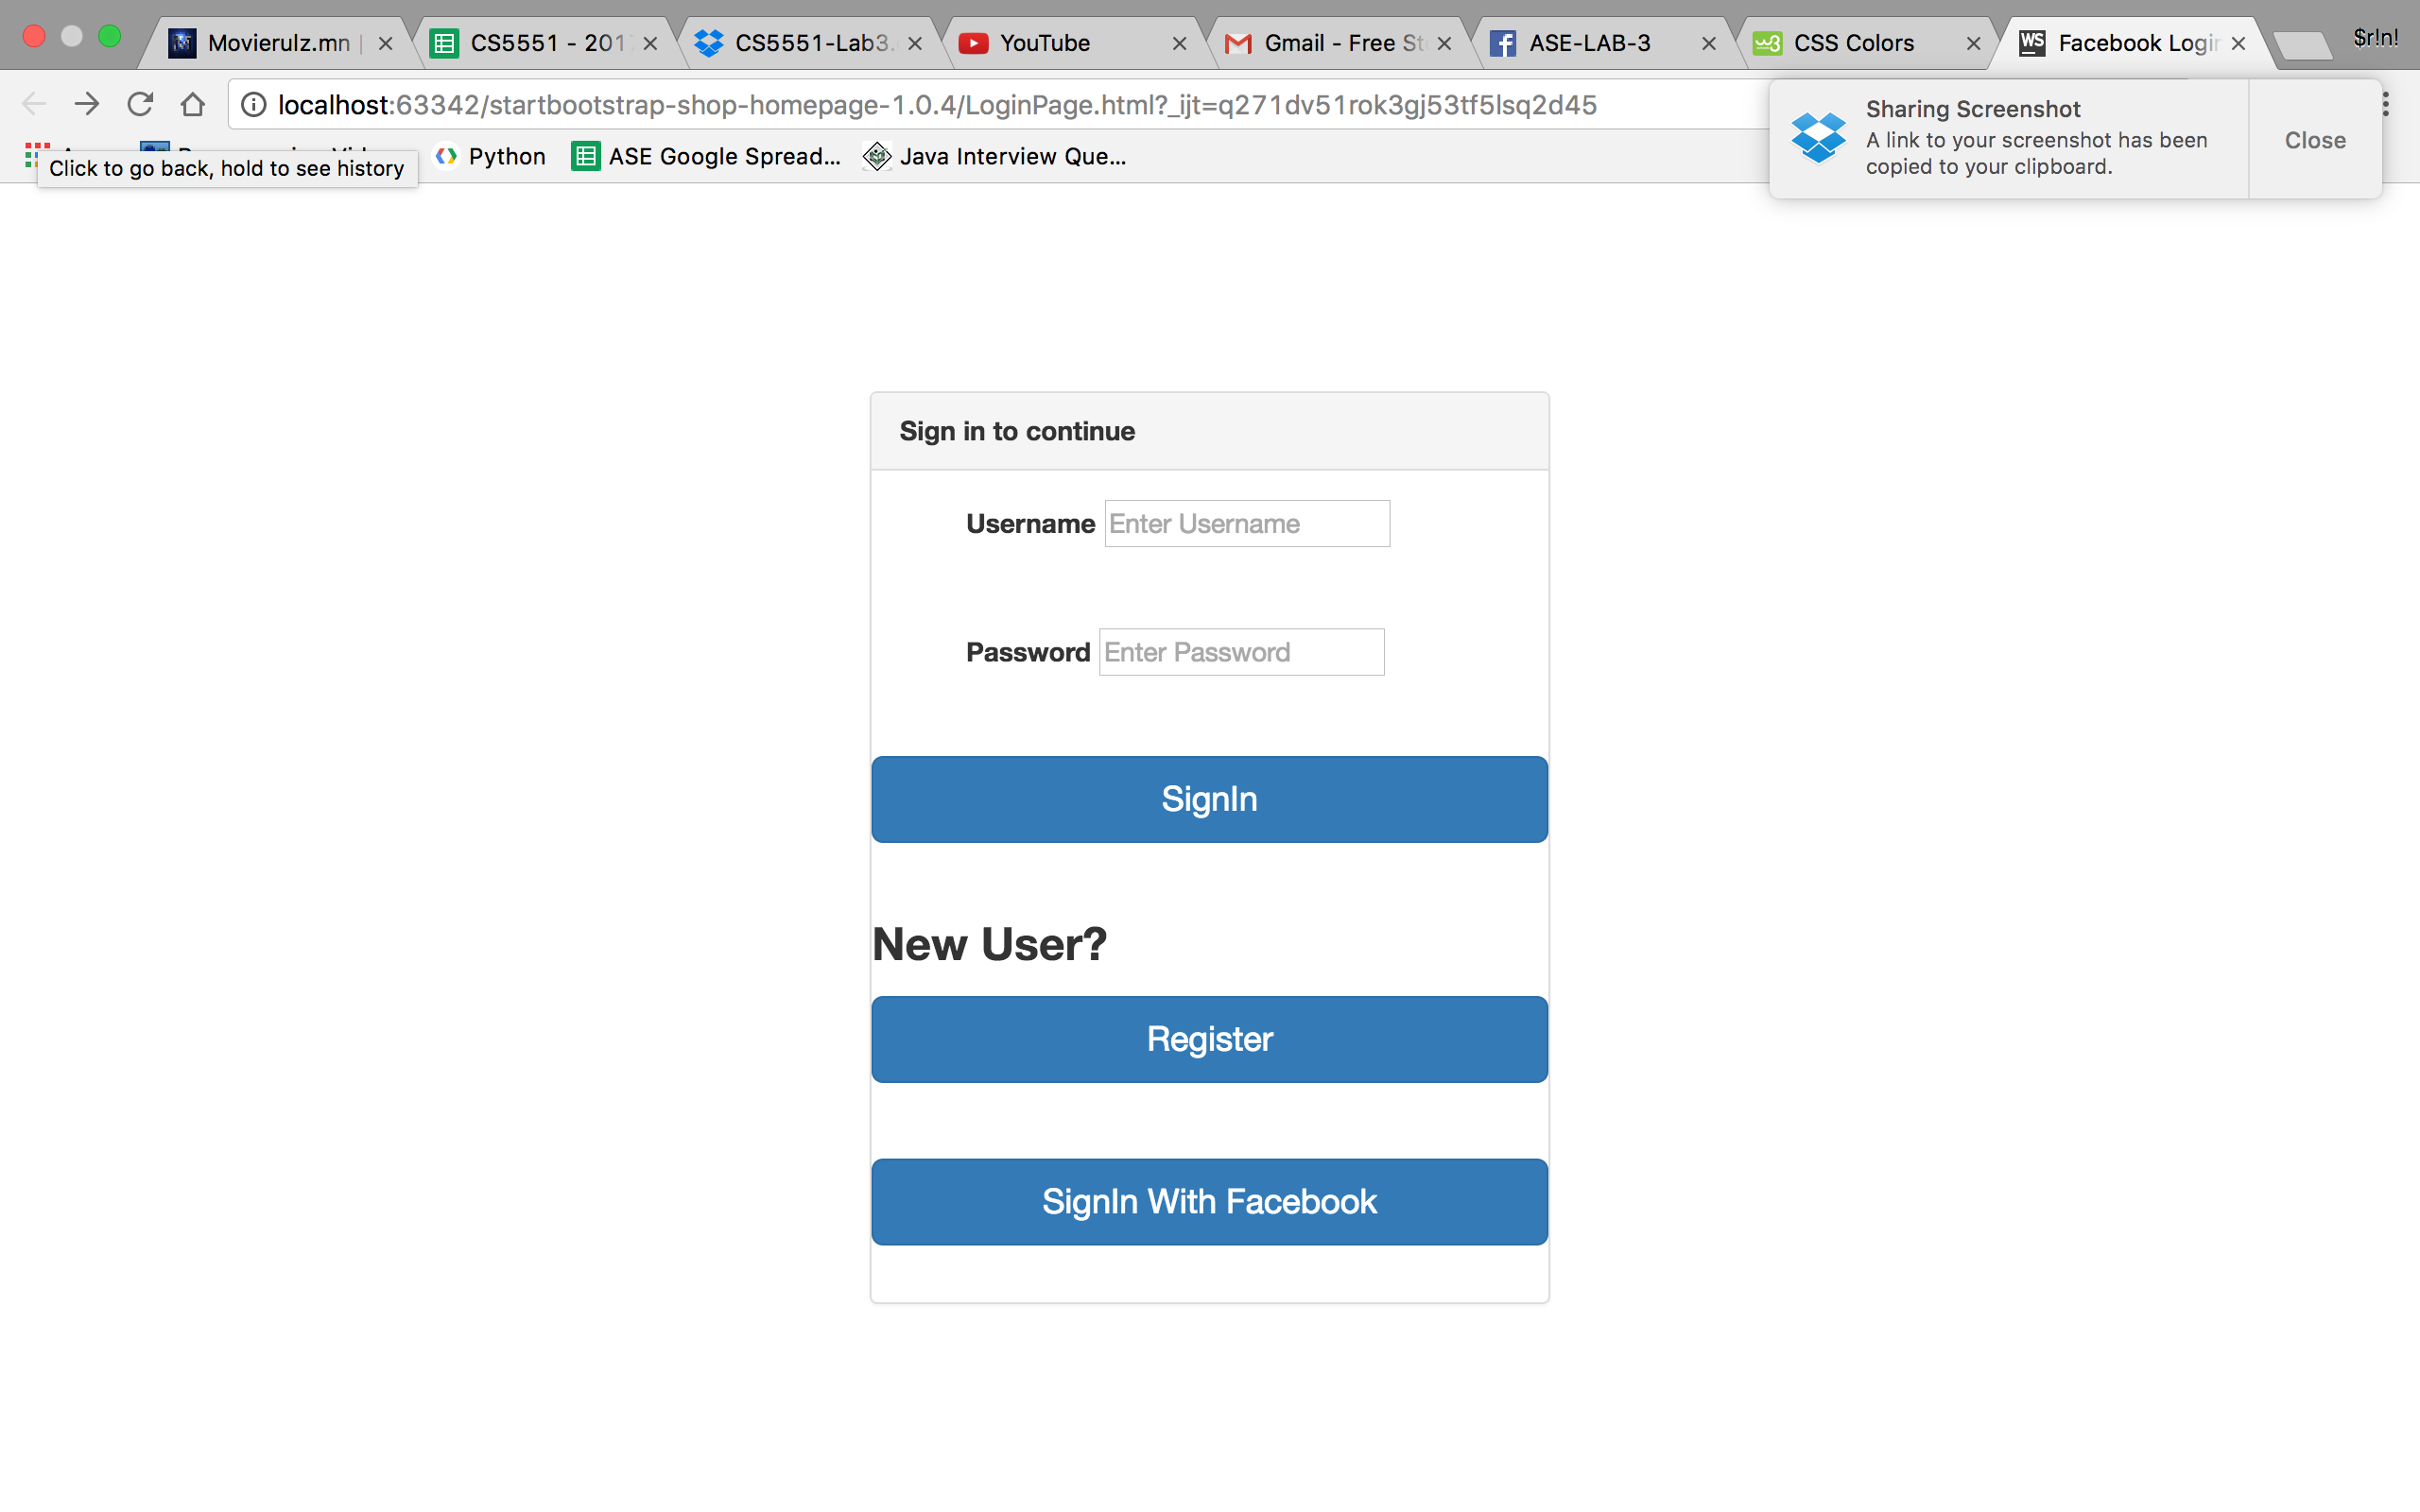 Movierulz.mn |
CS5551 - 201
CS5551-Lab3.
YouTube
Gmail - Free St
ASE-LAB-3
CSS Colors
WS
Facebook Login
$r!n!
localhost:63342/startbootstrap-shop-homepage-1.0.4/LoginPage.html?_ijt=q271dv51rok3gj53tf5lsq2d45
Click to go back, hold to see history
Python
ASE Google Spread...
Java Interview Que...
Sharing Screenshot
A link to your screenshot has been
copied to your clipboard.
Close
Sign in to continue
Username Enter Username
Password Enter Password
SignIn
New User?
Register
SignIn With Facebook